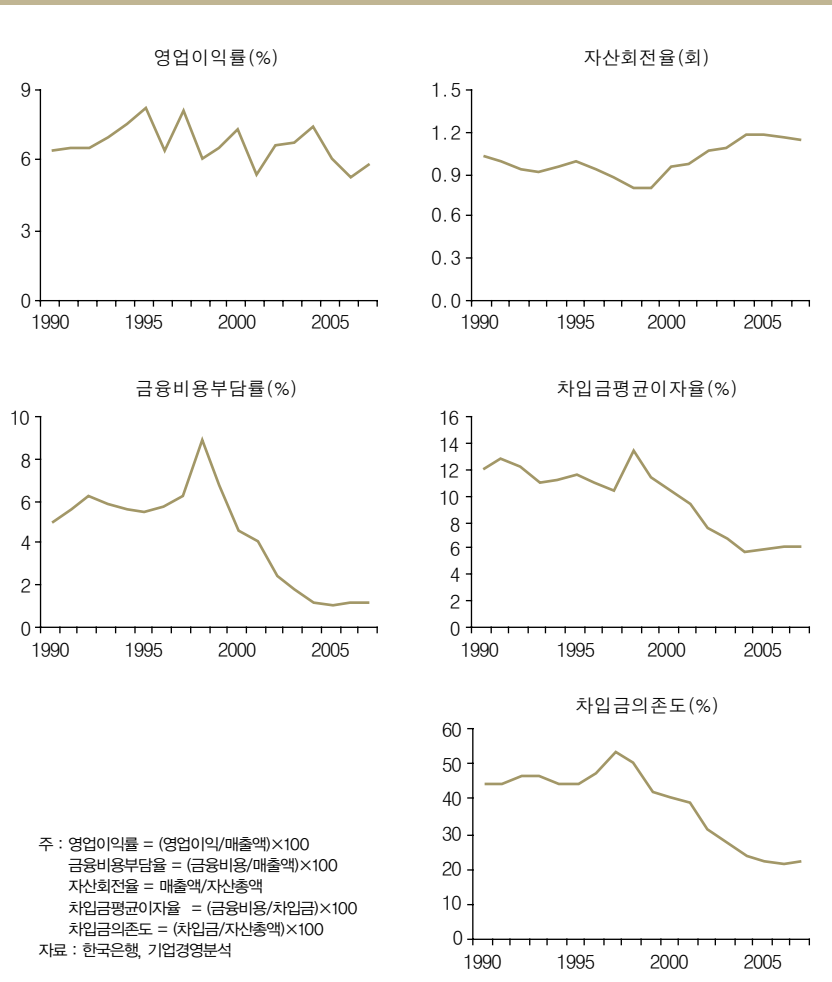 영업이익률(%)
9
6
3
0
1990 1995 2000 2005
자산회전율(회)
1.5
1.2
0.9
0.6
0.3
0.0
1990 1995 2000 2005
금융비용부담률(%)
10
8
6
4
2
0
1990 1995 2000 2005
차입금평균이자율(%)
16
14
12
10
8
6
4
2
0
1990 1995 2000 2005
차입금의존도(%)
60
50
40
30
20
10
0
1990 1995 2000 2005
주 : 영업이익률 = (영업이익/매출액)×100
금융비용부담율 = (금융비용/매출액)×100
자산회전율 = 매출액/자산총액
차입금평균이자율 = (금융비용/차입금)×100
차입금의존도 = (차입금/자산총액)×100
자료 : 한국은행, 기업경영분석